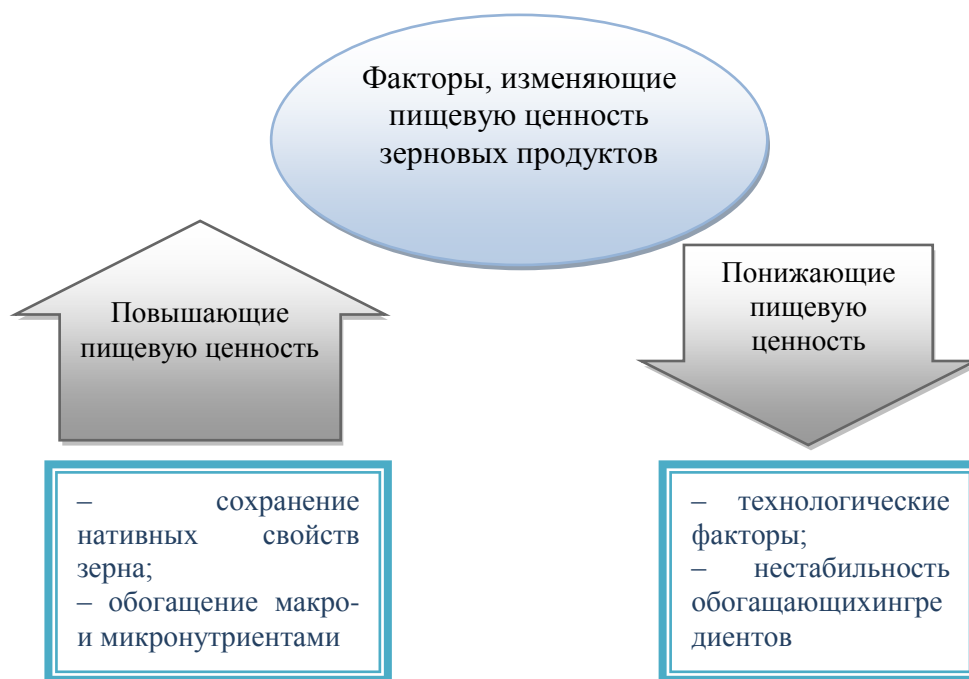 Факторы, изменяющие
пищевую ценность
зерновых продуктов
Повышающие
пищевую ценность
Понижающие
пищевую
ценность
– сохранение
нативных свойств
зерна;
– обогащение макро-
и микронутриентами
– технологические
факторы;
– нестабильность
обогащающихингре
диентов